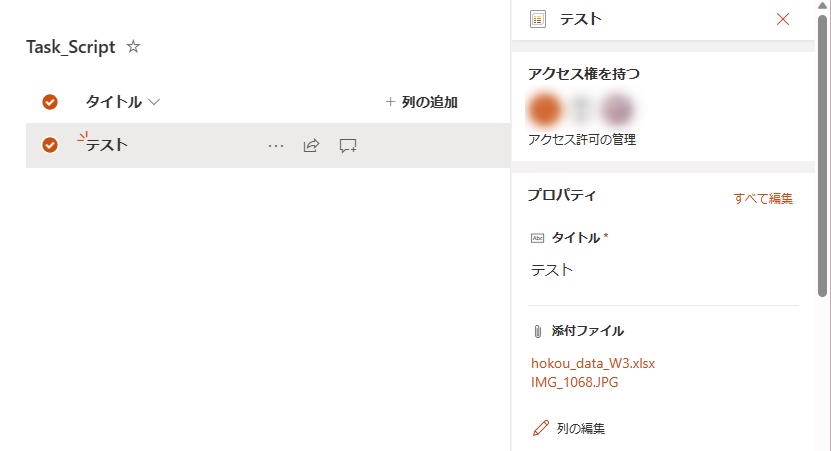 Task_Script
タイトル
列の追加
テスト
テスト
アクセス権を持つ
アクセス許可の管理
プロパティ
すべて編集
Abc タイトル *
テスト
添付ファイル
hokou_data_W3.xlsx
IMG_1068.JPG
列の編集